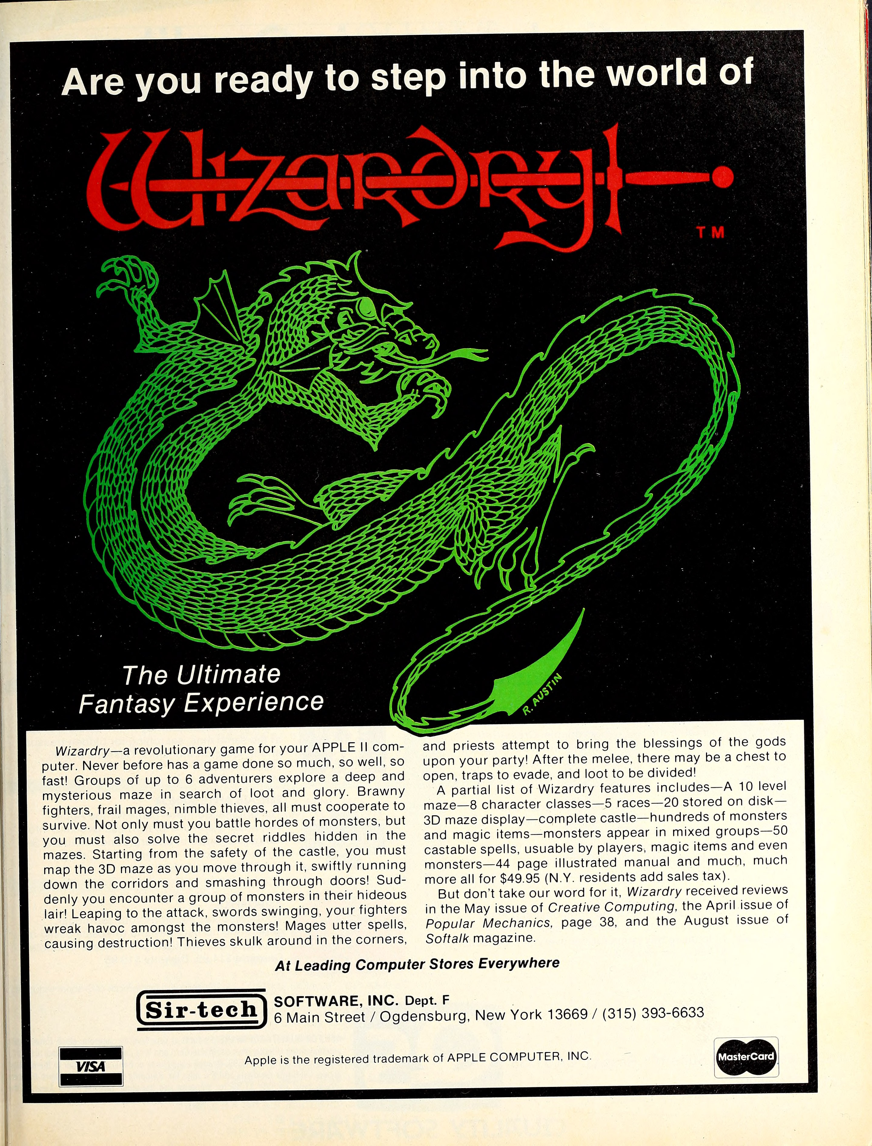 Are you ready to step into the world of
Wizardry
TM
R. AUSTIN
The Ultimate
Fantasy Experience
Wizardry—a revolutionary game for your APPLE II com-
puter. Never before has a game done so much, so well, so
fast! Groups of up to 6 adventurers explore a deep and
mysterious maze in search of loot and glory. Brawny
fighters, frail mages, nimble thieves, all must cooperate to
survive. Not only must you battle hordes of monsters, but
you must also solve the secret riddles hidden in the
mazes. Starting from the safety of the castle, you must
map the 3D maze as you move through it, swiftly running
down the corridors and smashing through doors! Sud-
denly you encounter a group of monsters in their hideous
lair! Leaping to the attack, swords swinging, your fighters
wreak havoc amongst the monsters! Mages utter spells,
causing destruction! Thieves skulk around in the corners,
and priests attempt to bring the blessings of the gods
upon your party! After the melee, there may be a chest to
open, traps to evade, and loot to be divided!
A partial list of Wizardry features includes—A 10 level
maze—8 character classes—5 races—20 stored on disk—
3D maze display—complete castle—hundreds of monsters
and magic items—monsters appear in mixed groups—50
castable spells, usuable by players, magic items and even
monsters—44 page illustrated manual and much, much
more all for $49.95 (N.Y. residents add sales tax).
But don't take our word for it, Wizardry received reviews
in the May issue of Creative Computing, the April issue of
Popular Mechanics, page 38, and the August issue of
Softalk magazine.
At Leading Computer Stores Everywhere
Sir-tech SOFTWARE, INC. Dept. F
6 Main Street / Ogdensburg, New York 13669 / (315) 393-6633
Apple is the registered trademark of APPLE COMPUTER, INC.
VISA
MasterCard